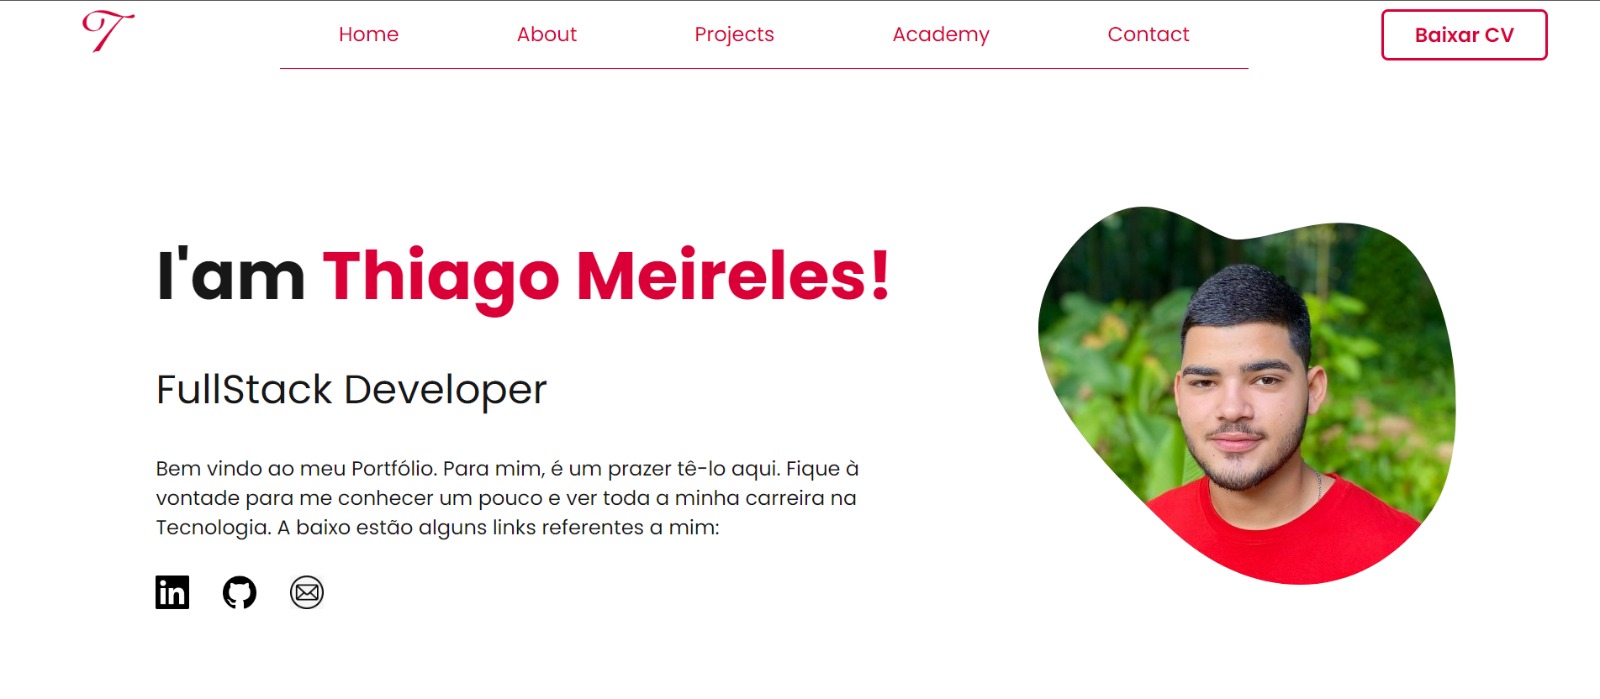 T
Home About Projects Academy Contact Baixar CV
I'am Thiago Meireles!
FullStack Developer
Bem vindo ao meu Portfólio. Para mim, é um prazer tê-lo aqui. Fique à
vontade para me conhecer um pouco e ver toda a minha carreira na
Tecnologia. A baixo estão alguns links referentes a mim:
in